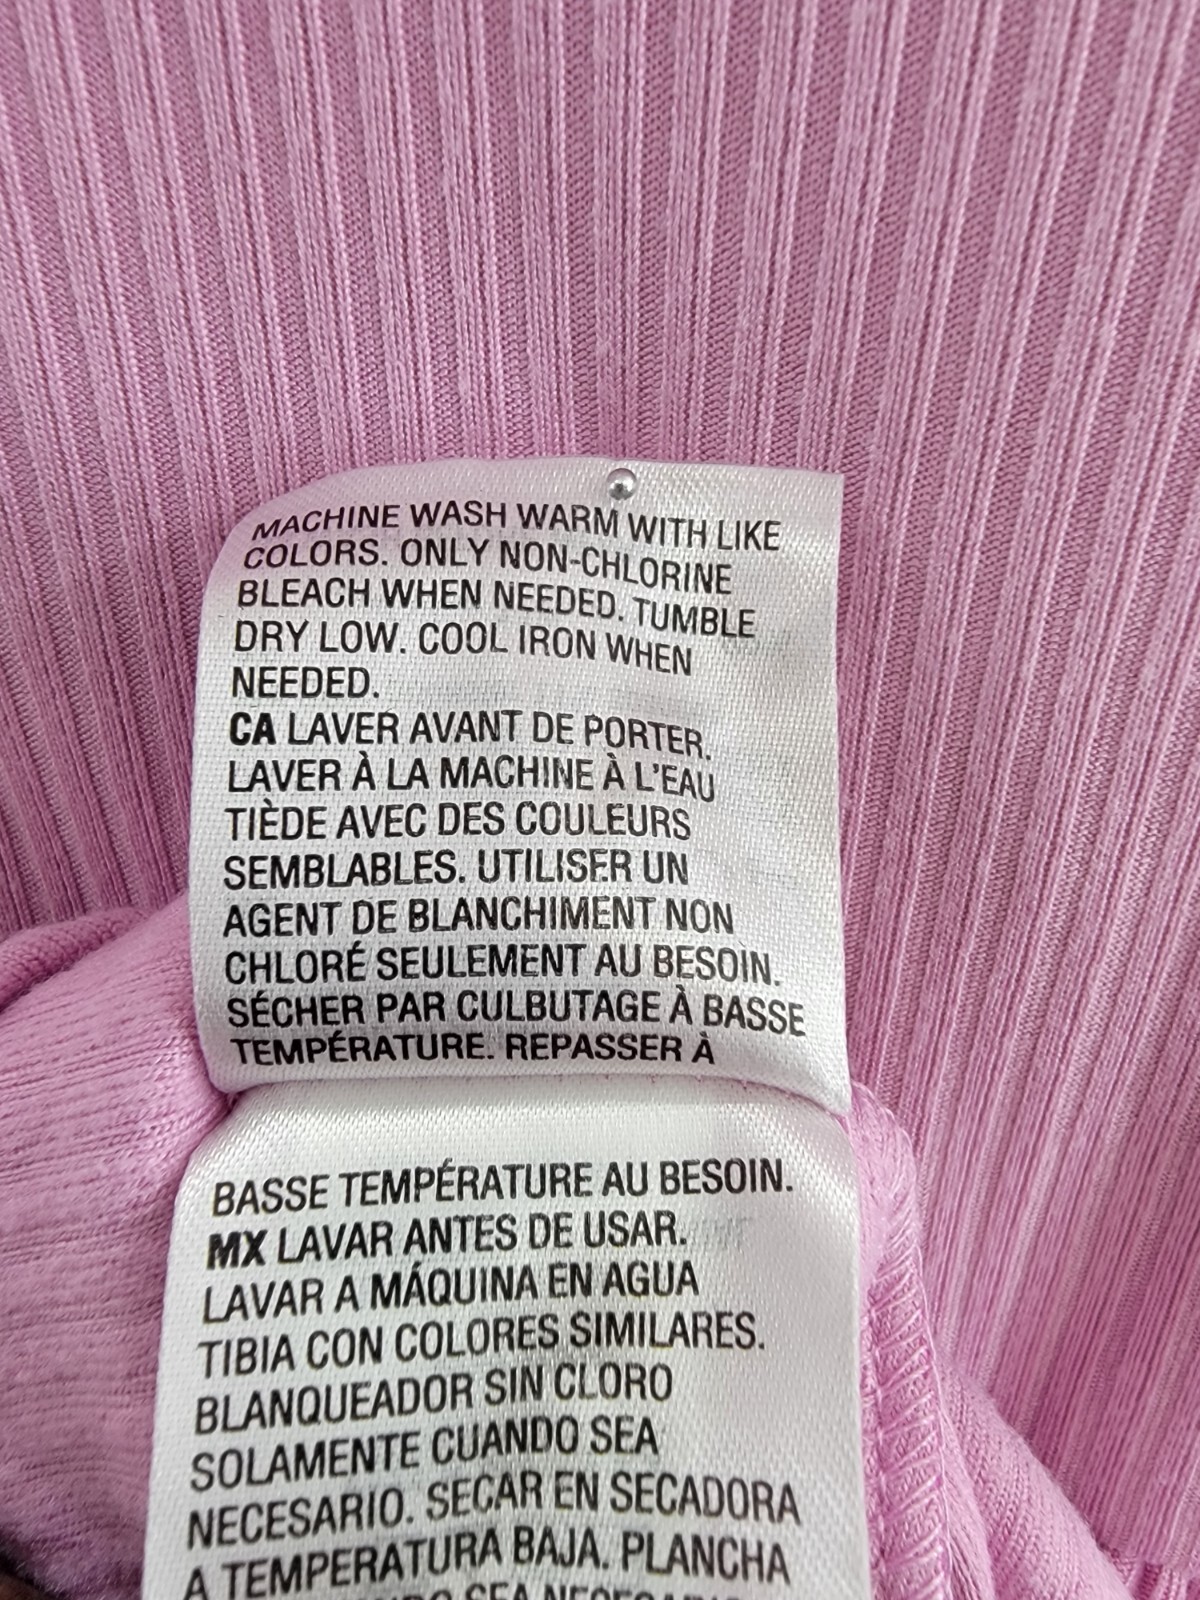 MACHINE WASH WARM WITH LIKE
COLORS. ONLY NON-CHLORINE
BLEACH WHEN NEEDED. TUMBLE
DRY LOW. COOL IRON WHEN
NEEDED.
CA LAVER AVANT DE PORTER.
LAVER À LA MACHINE À L'EAU
TIÈDE AVEC DES COULEURS
SEMBLABLES. UTILISER UN
AGENT DE BLANCHIMENT NON
CHLORÉ SEULEMENT AU BESOIN.
SÉCHER PAR CULBUTAGE À BASSE
TEMPÉRATURE. REPASSER À
BASSE TEMPÉRATURE AU BESOIN.
MX LAVAR ANTES DE USAR.
LAVAR A MÁQUINA EN AGUA
TIBIA CON COLORES SIMILARES.
BLANQUEADOR SIN CLORO
SOLAMENTE CUANDO SEA
NECESARIO. SECAR EN SECADORA
A TEMPERATURA BAJA. PLANCHA
SEA